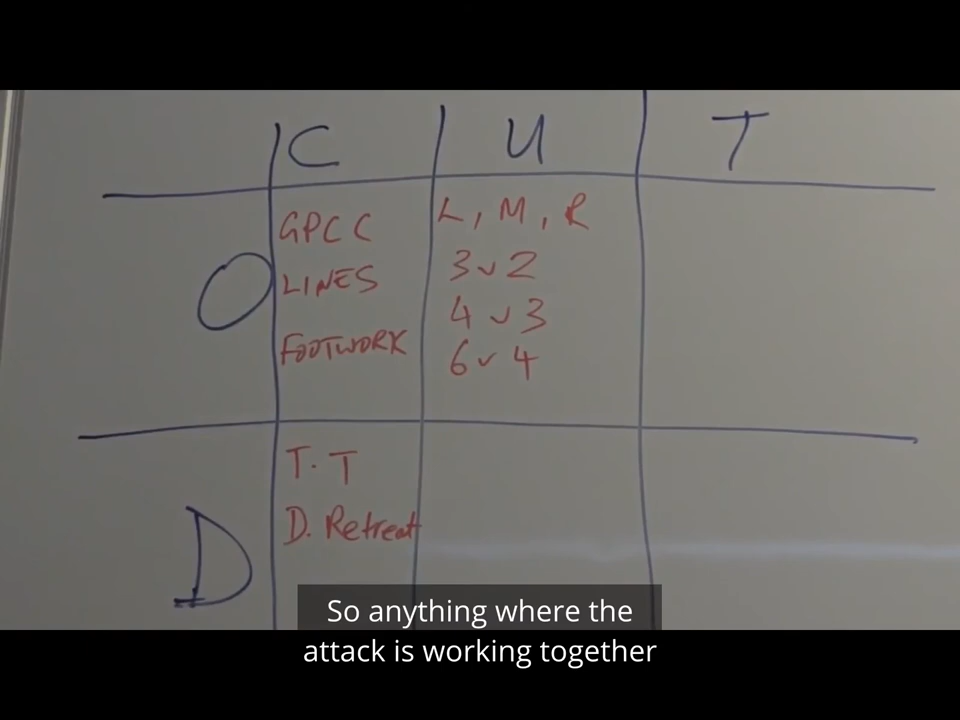 C U T
O
GPCC
LINES
FOOTWORK
L, M, R
3 v 2
4 v 3
6 v 4
D
T. T
D. Retreat
So anything where the
attack is working together